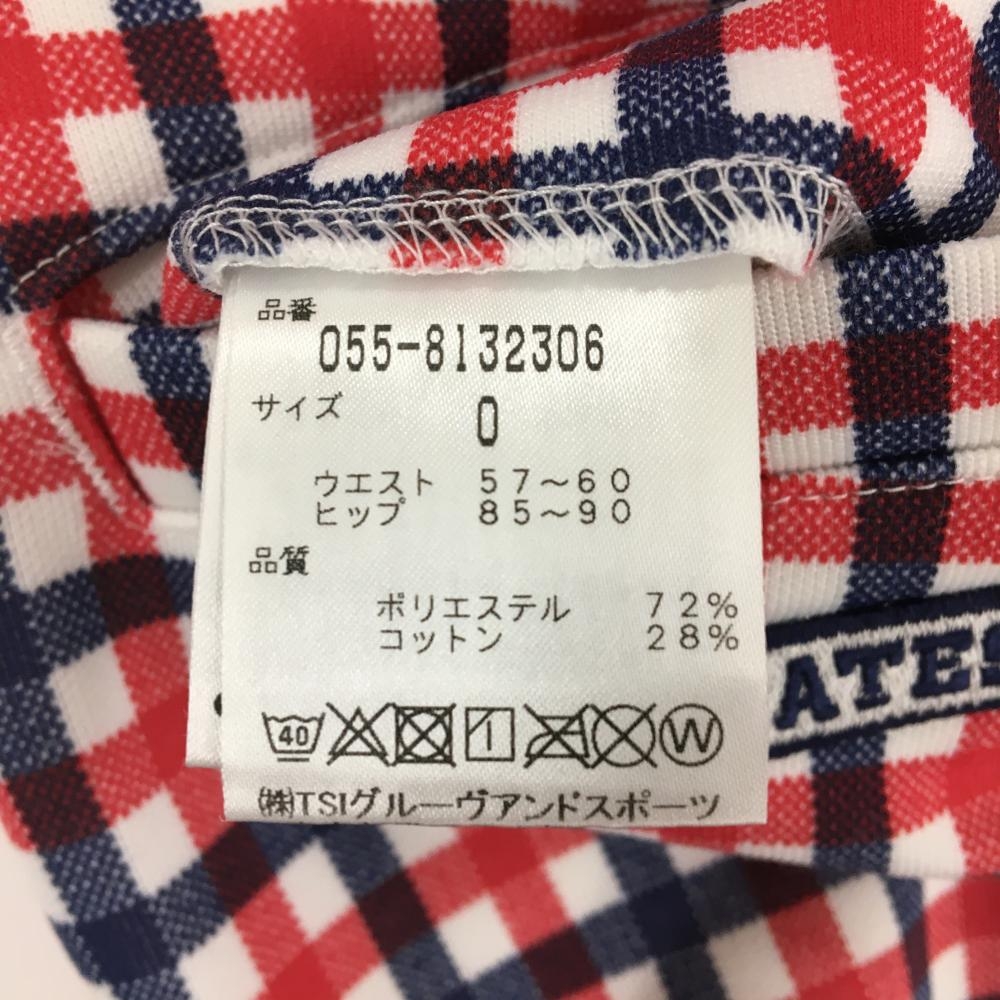 品番
055-8132306
サイズ
0
ウエスト 57～60
ヒップ 85～90
品質
ポリエステル 72%
コットン 28%
40 W
㈱TSIグルーヴアンドスポーツ
ATES